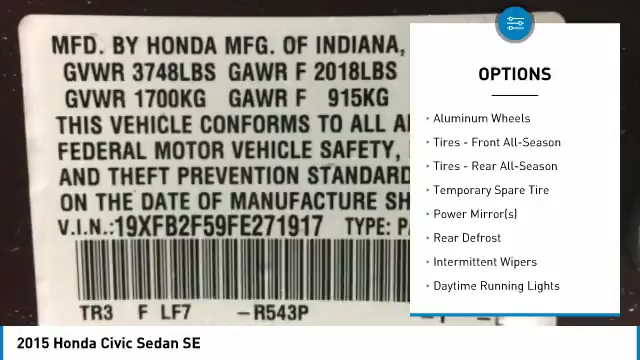 MFD. BY HONDA MFG. OF INDIANA,
GVWR 3748LBS GAWR F 2018LBS
GVWR 1700KG GAWR F 915KG
THIS VEHICLE CONFORMS TO ALL
FEDERAL MOTOR VEHICLE SAFETY,
AND THEFT PREVENTION STANDARD
ON THE DATE OF MANUFACTURE SH
V.I.N.:19XFB2F59FE271917 TYPE: P
TR3 F LF7 -R543P
OPTIONS
Aluminum Wheels
Tires - Front All-Season
Tires - Rear All-Season
Temporary Spare Tire
Power Mirror(s)
Rear Defrost
Intermittent Wipers
Daytime Running Lights
2015 Honda Civic Sedan SE